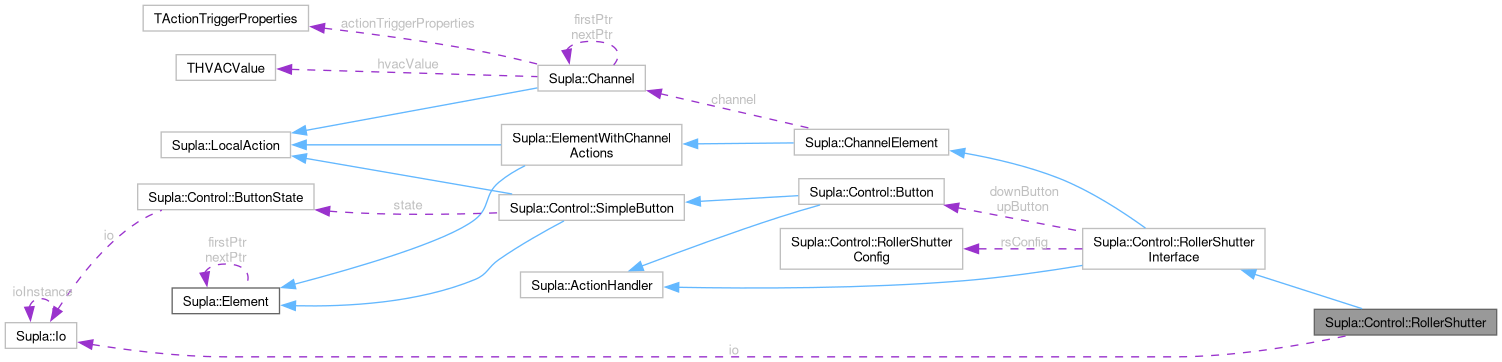 TActionTriggerProperties
actionTriggerProperties
firstPtr
nextPtr
THVACValue
hvacValue
Supla::Channel
channel
Supla::LocalAction
Supla::ElementWithChannel
Actions
Supla::ChannelElement
Supla::Control::ButtonState
state
Supla::Control::SimpleButton
Supla::Control::Button
downButton
upButton
io
firstPtr
nextPtr
Supla::Control::RollerShutter
Config
rsConfig
Supla::Control::RollerShutter
Interface
ioInstance
Supla::Element
Supla::ActionHandler
Supla::Io
Supla::Control::RollerShutter
io